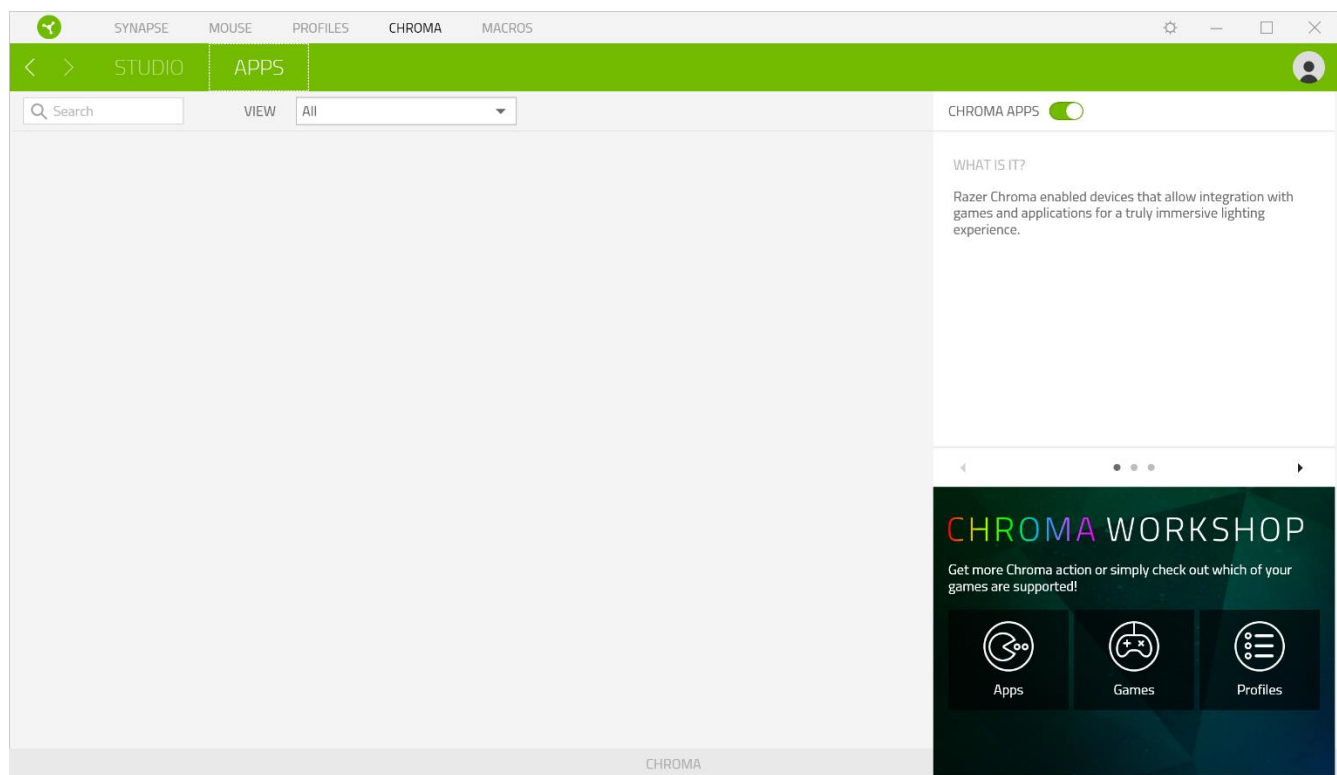 SYNAPSE MOUSE PROFILES CHROMA MACROS
STUDIO APPS
Search VIEW All
CHROMA APPS
WHAT IS IT?
Razer Chroma enabled devices that allow integration with
games and applications for a truly immersive lighting
experience.
CHROMA WORKSHOP
Get more Chroma action or simply check out which of your
games are supported!
Apps Games Profiles
CHROMA